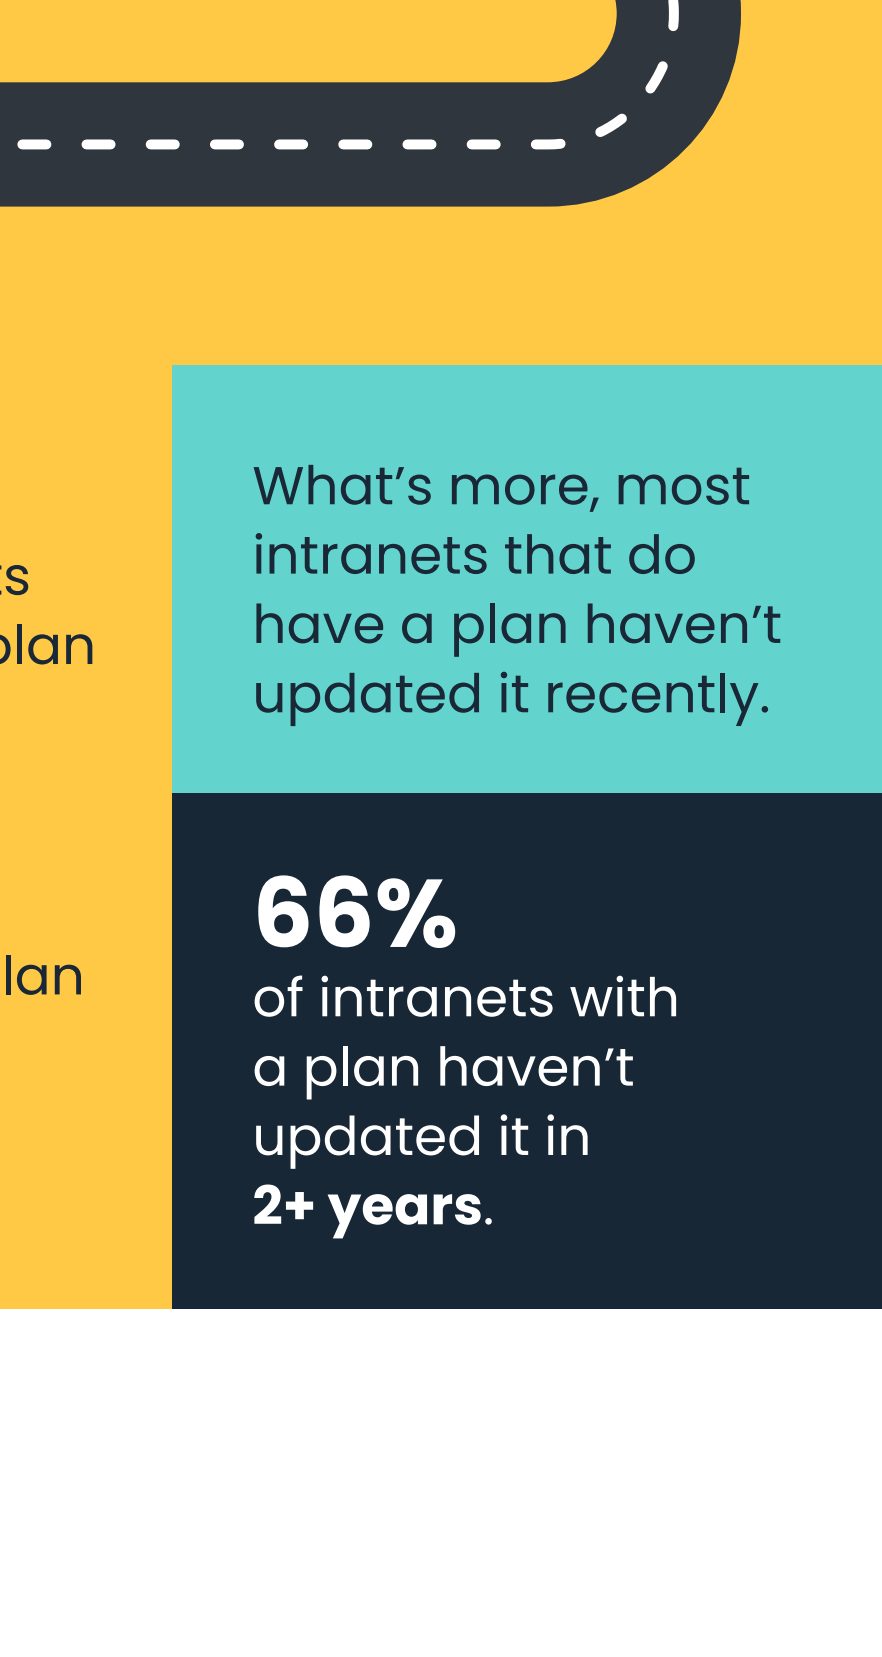 plan
What’s more, most
intranets that do
have a plan haven’t
updated it recently.
66%
of intranets with
a plan haven’t
updated it in
2+ years.